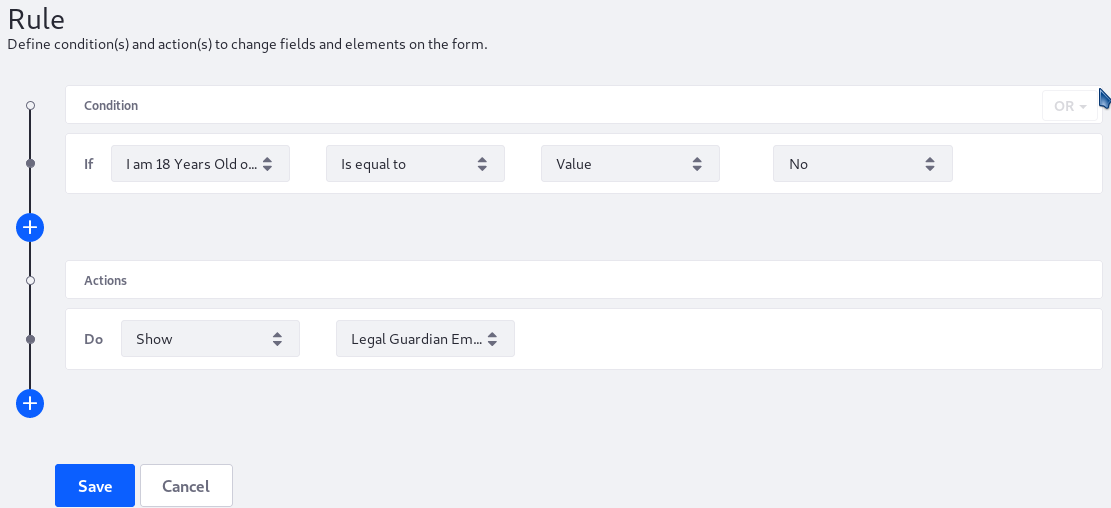 Rule
Define condition(s) and action(s) to change fields and elements on the form.
Condition
OR
If I am 18 Years Old o... Is equal to Value No
Actions
Do Show Legal Guardian Em...
Save Cancel